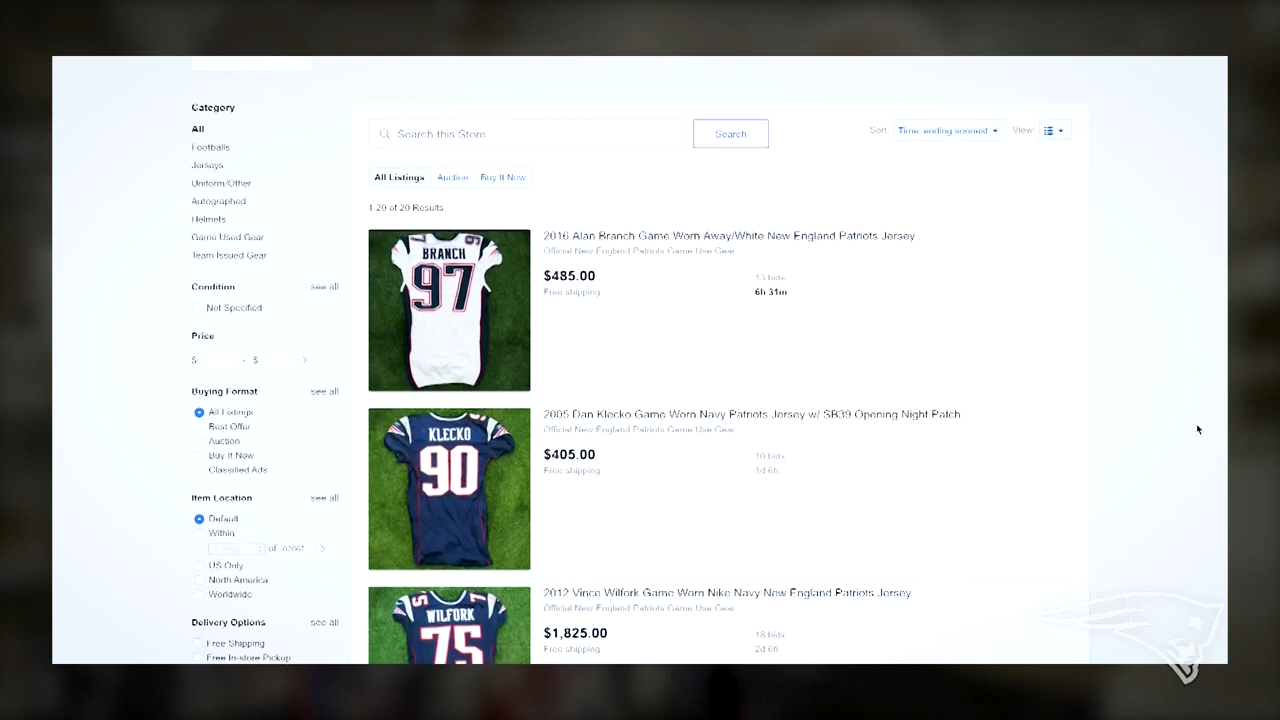 Category
All
Footballs
Jerseys
Uniform/Other
Autographed
Helmets
Game Used Gear
Team Issued Gear
Condition see all
Not Specified
Price
$ - $
Buying Format see all
All Listings
Best Offer
Auction
Buy It Now
Classified Ads
Item Location see all
Default
Within
of 02067
US Only
North America
Worldwide
Delivery Options see all
Free Shipping
Free In-store Pickup
Search this Store Search
Sort: Time: ending soonest View:
All Listings Auction Buy It Now
1-20 of 20 Results
BRANCH
97
2016 Alan Branch Game Worn Away/White New England Patriots Jersey
Official New England Patriots Game Use Gear
$485.00 13 bids
Free shipping 6h 31m
KLECKO
90
2005 Dan Klecko Game Worn Navy Patriots Jersey w/ SB39 Opening Night Patch
Official New England Patriots Game Use Gear
$405.00 10 bids
Free shipping 1d 6h
WILFORK
75
2012 Vince Wilfork Game Worn Nike Navy New England Patriots Jersey
Official New England Patriots Game Use Gear
$1,825.00 18 bids
Free shipping 2d 6h